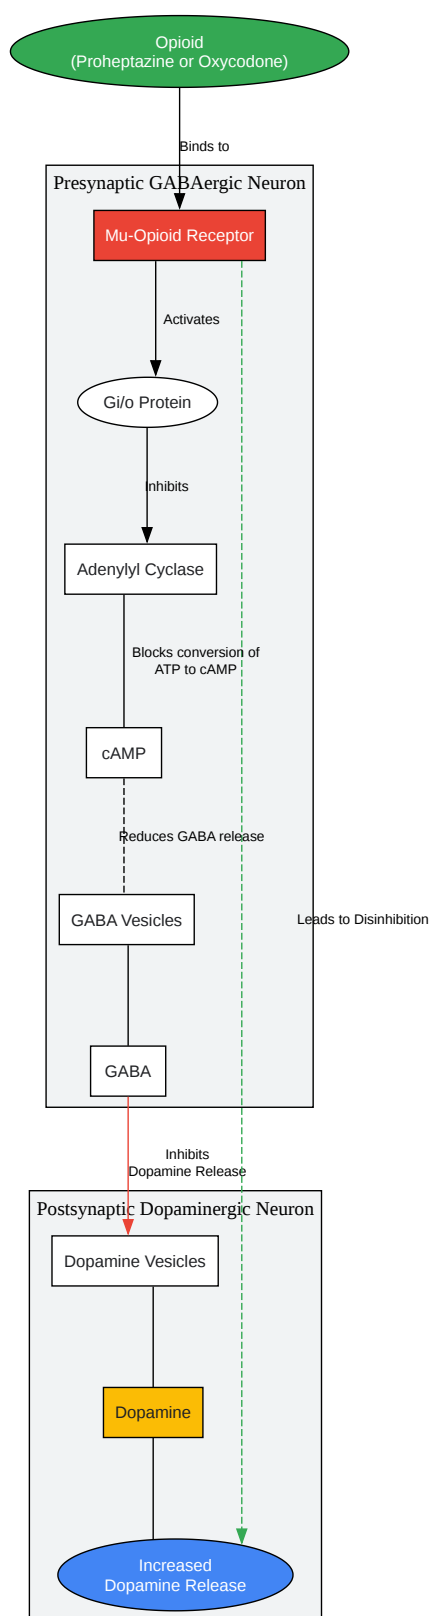 Opioid
(Proheptazine or Oxycodone)
Binds to
Presynaptic GABAergic Neuron
Mu-Opioid Receptor
Activates
Gi/o Protein
Inhibits
Adenylyl Cyclase
Blocks conversion of
ATP to cAMP
cAMP
Reduces GABA release
GABA Vesicles
Leads to Disinhibition
GABA
Inhibits
Dopamine Release
Postsynaptic Dopaminergic Neuron
Dopamine Vesicles
Dopamine
Increased
Dopamine Release